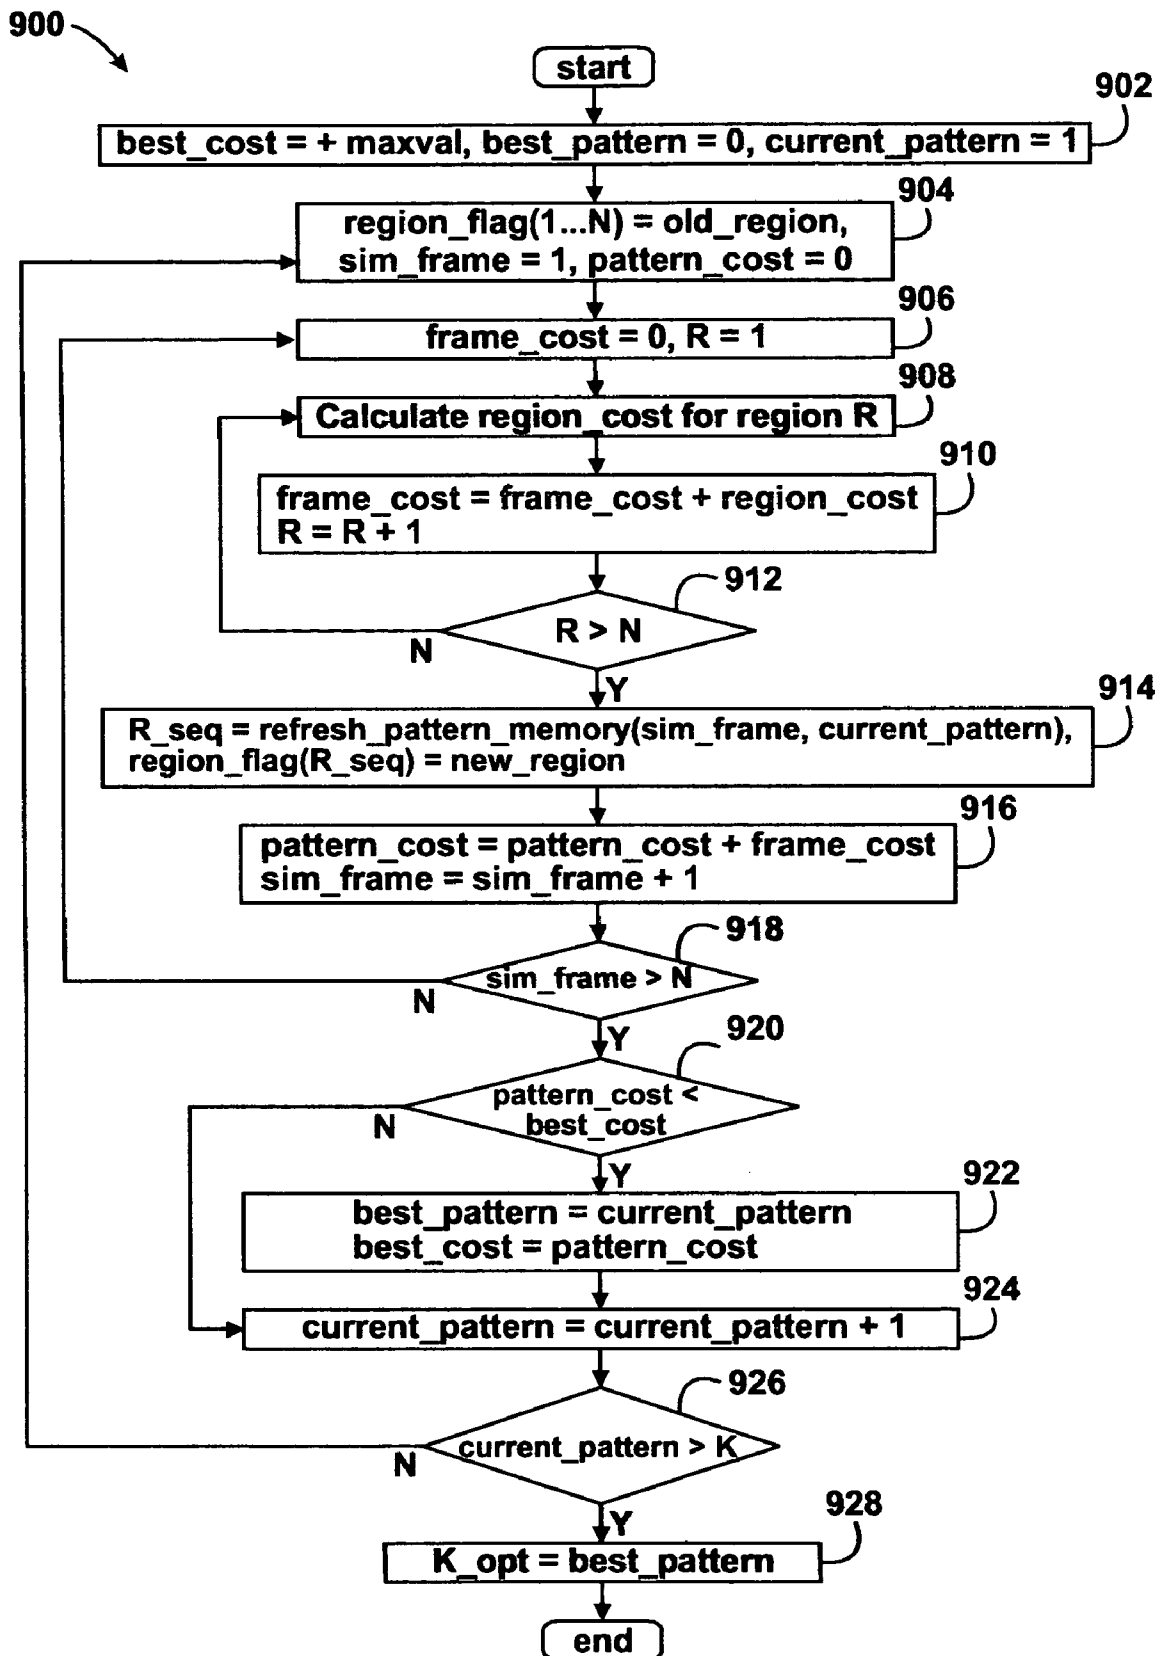 900
start
902
best_cost = + maxval, best_pattern = 0, current_pattern = 1
904
region_flag(1...N) = old_region,
sim_frame = 1, pattern_cost = 0
906
frame_cost = 0, R = 1
908
Calculate region_cost for region R
910
frame_cost = frame_cost + region_cost
R = R + 1
912
R > N
N
Y
914
R_seq = refresh_pattern_memory(sim_frame, current_pattern),
region_flag(R_seq) = new_region
916
pattern_cost = pattern_cost + frame_cost
sim_frame = sim_frame + 1
918
sim_frame > N
N
Y
920
pattern_cost <
best_cost
N
Y
922
best_pattern = current_pattern
best_cost = pattern_cost
924
current_pattern = current_pattern + 1
926
current_pattern > K
N
Y
928
K_opt = best_pattern
end